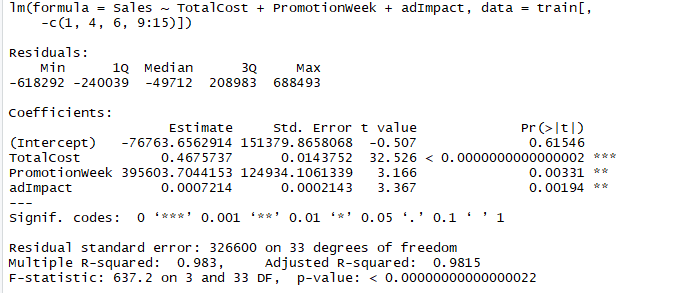 lm(formula = Sales ~ TotalCost + PromotionWeek + adImpact, data = train[,
    -c(1, 4, 6, 9:15)])
Residuals:
    Min      1Q  Median      3Q     Max
-618292 -240039  -49712  208983  688493
Coefficients:
                 Estimate      Std. Error t value             Pr(>|t|)
(Intercept)   -76763.6562914 151379.8658068  -0.507              0.61546
TotalCost          0.4675737      0.0143752  32.526 < 0.0000000000000002 ***
PromotionWeek 395603.7044153 124934.1061339   3.166              0.00331 **
adImpact           0.0007214      0.0002143   3.367              0.00194 **
---
Signif. codes:  0 ‘***’ 0.001 ‘**’ 0.01 ‘*’ 0.05 ‘.’ 0.1 ‘ ’ 1
Residual standard error: 326600 on 33 degrees of freedom
Multiple R-squared:  0.983,     Adjusted R-squared:  0.9815
F-statistic: 637.2 on 3 and 33 DF,  p-value: < 0.00000000000000022